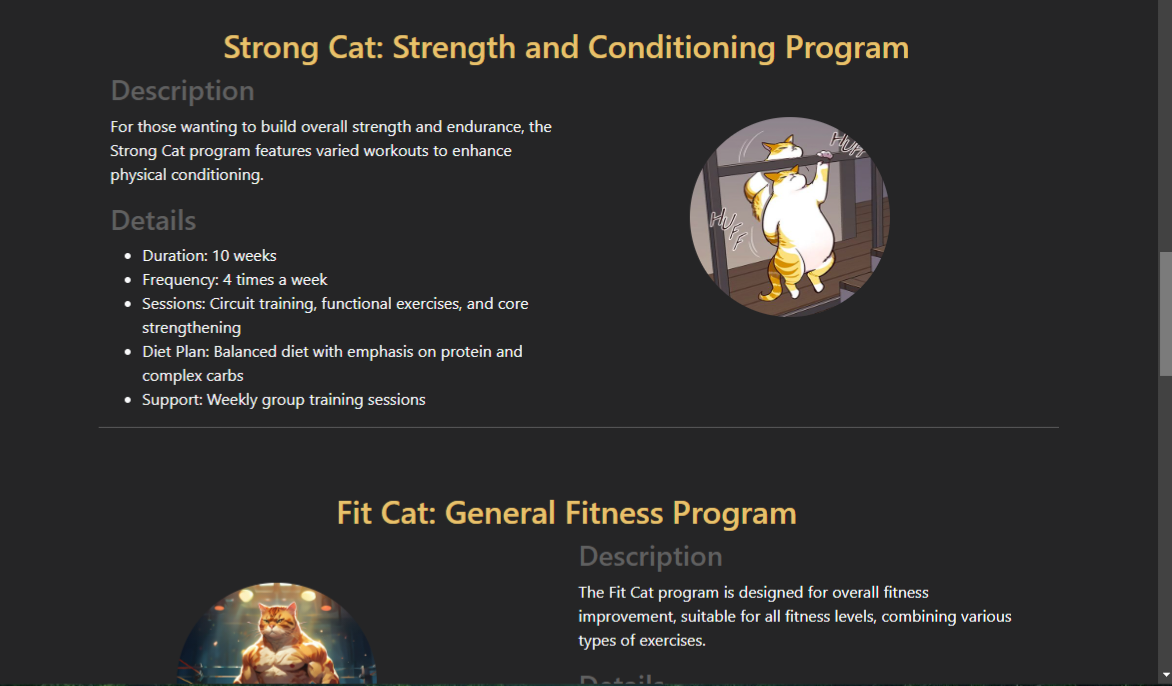 Strong Cat: Strength and Conditioning Program
Description
For those wanting to build overall strength and endurance, the
Strong Cat program features varied workouts to enhance
physical conditioning.
HUFF
HUFF
Details
• Duration: 10 weeks
• Frequency: 4 times a week
• Sessions: Circuit training, functional exercises, and core
strengthening
• Diet Plan: Balanced diet with emphasis on protein and
complex carbs
• Support: Weekly group training sessions
Fit Cat: General Fitness Program
Description
The Fit Cat program is designed for overall fitness
improvement, suitable for all fitness levels, combining various
types of exercises.
Details